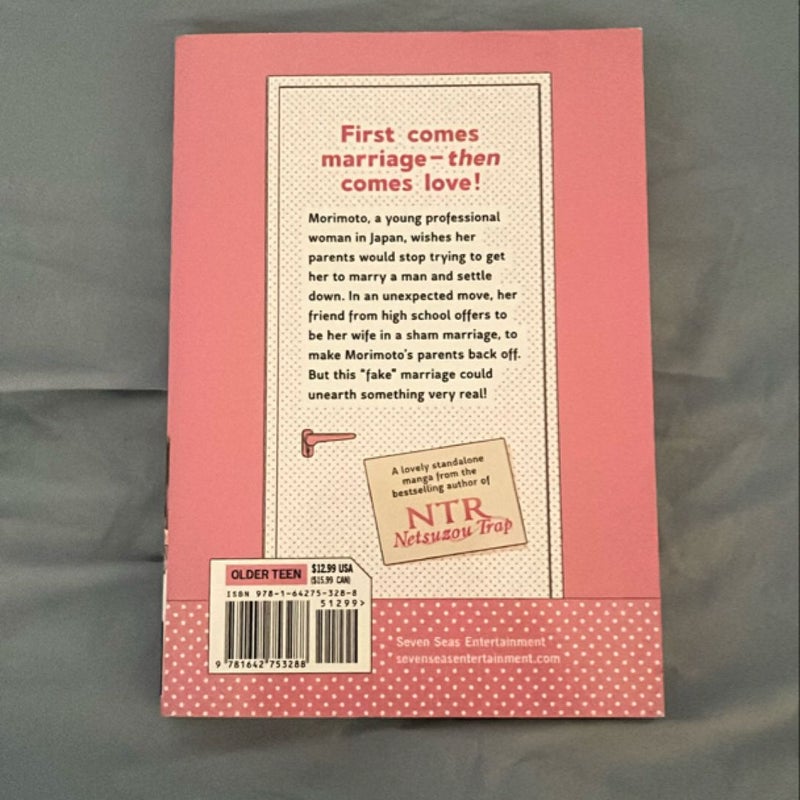 First comes
marriage—then
comes love!
Morimoto, a young professional
woman in Japan, wishes her
parents would stop trying to get
her to marry a man and settle
down. In an unexpected move, her
friend from high school offers to
be her wife in a sham marriage, to
make Morimoto's parents back off.
But this "fake" marriage could
unearth something very real!
A lovely standalone
manga from the
bestselling author of
NTR
Netsuzou Trap
OLDER TEEN
$12.99 USA
($15.99 CAN)
ISBN 978-1-64275-328-8
51299>
9 781642 753288
Seven Seas Entertainment
sevenseasentertainment.com